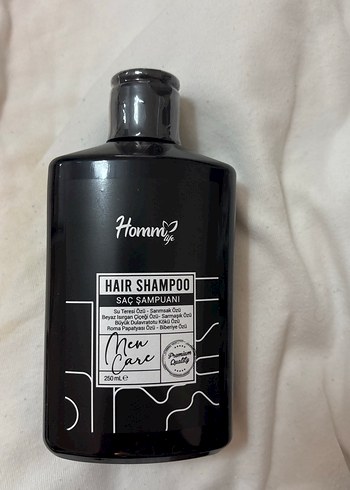 Homm
life
HAIR SHAMPOO
SAÇ ŞAMPUANI
Su Teresi Özü - Sarımsak Özü
Beyaz Isırgan Çiçeği Özü- Sarmaşık Özü
Büyük Dulavratotu Kökü Özü
Roma Papatyası Özü - Biberiye Özü
Men
Care
Premium
Quality
250 mL ℮